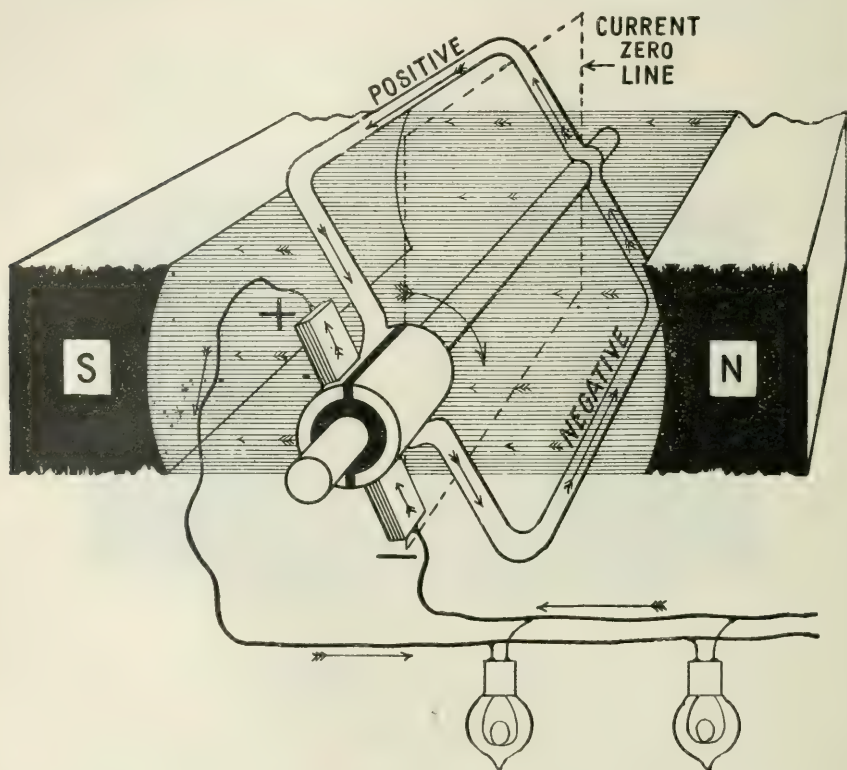 CURRENT
ZERO
LINE
POSITIVE
+
S
N
NEGATIVE
−